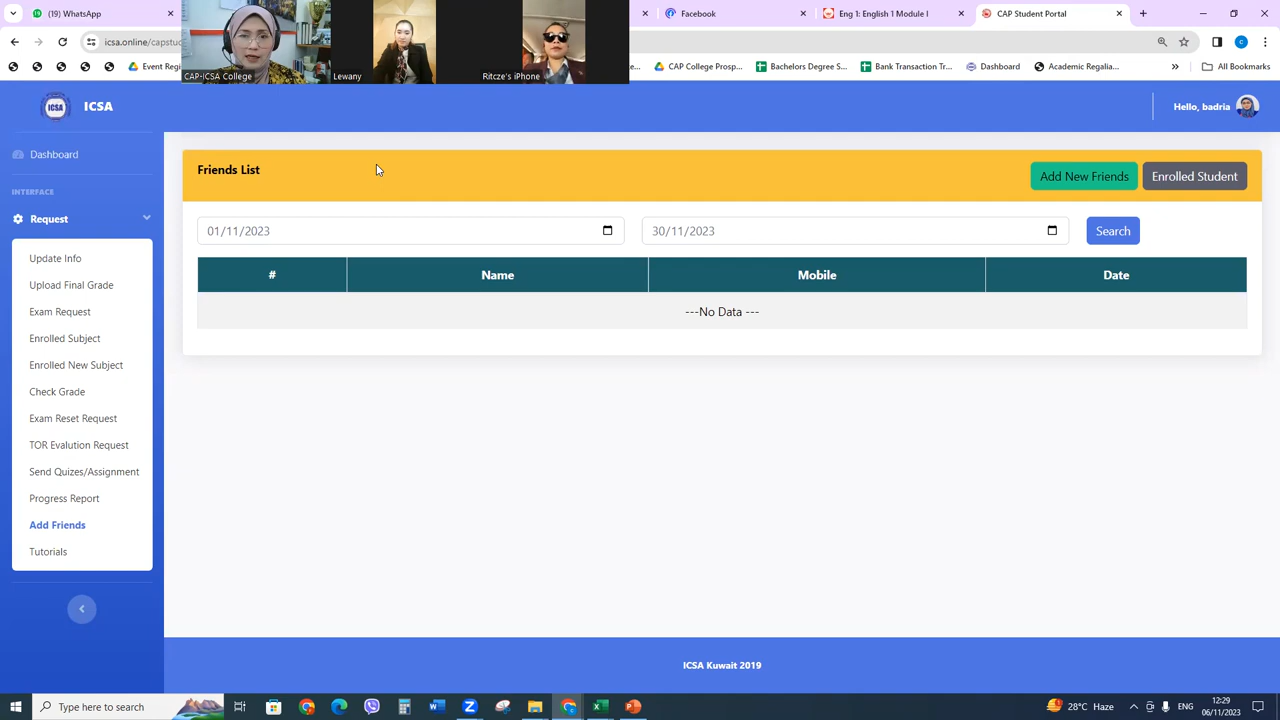 (19) WhatsApp
Facebook
Eng 1: English 1 Module I
CAP Student Portal
icsa.online/capstu
CAP-ICSA College
Lewany
Ritcze's iPhone
Event Regi
CAP College Prosp...
Bachelors Degree S...
Bank Transaction Tr...
Dashboard
Academic Regalia...
»
All Bookmarks
ICSA
ICSA
Hello, badria
Dashboard
INTERFACE
Request
Update Info
Upload Final Grade
Exam Request
Enrolled Subject
Enrolled New Subject
Check Grade
Exam Reset Request
TOR Evalution Request
Send Quizes/Assignment
Progress Report
Add Friends
Tutorials
Friends List
Add New Friends
Enrolled Student
01/11/2023
30/11/2023
Search
# Name Mobile Date
---No Data ---
ICSA Kuwait 2019
Type here to search
28°C Haze
ENG
12:29
06/11/2023